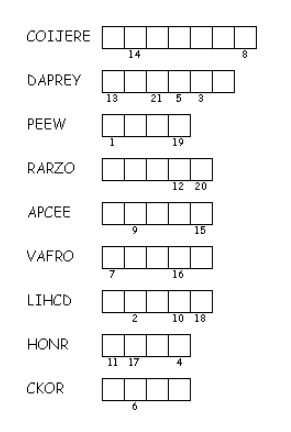 COIJERE
14 8
DAPREY
13 21 5 3
PEEW
1 19
RARZO
12 20
APCEE
9 15
VAFRO
7 16
LIHCD
2 10 18
HONR
11 17 4
CKOR
6